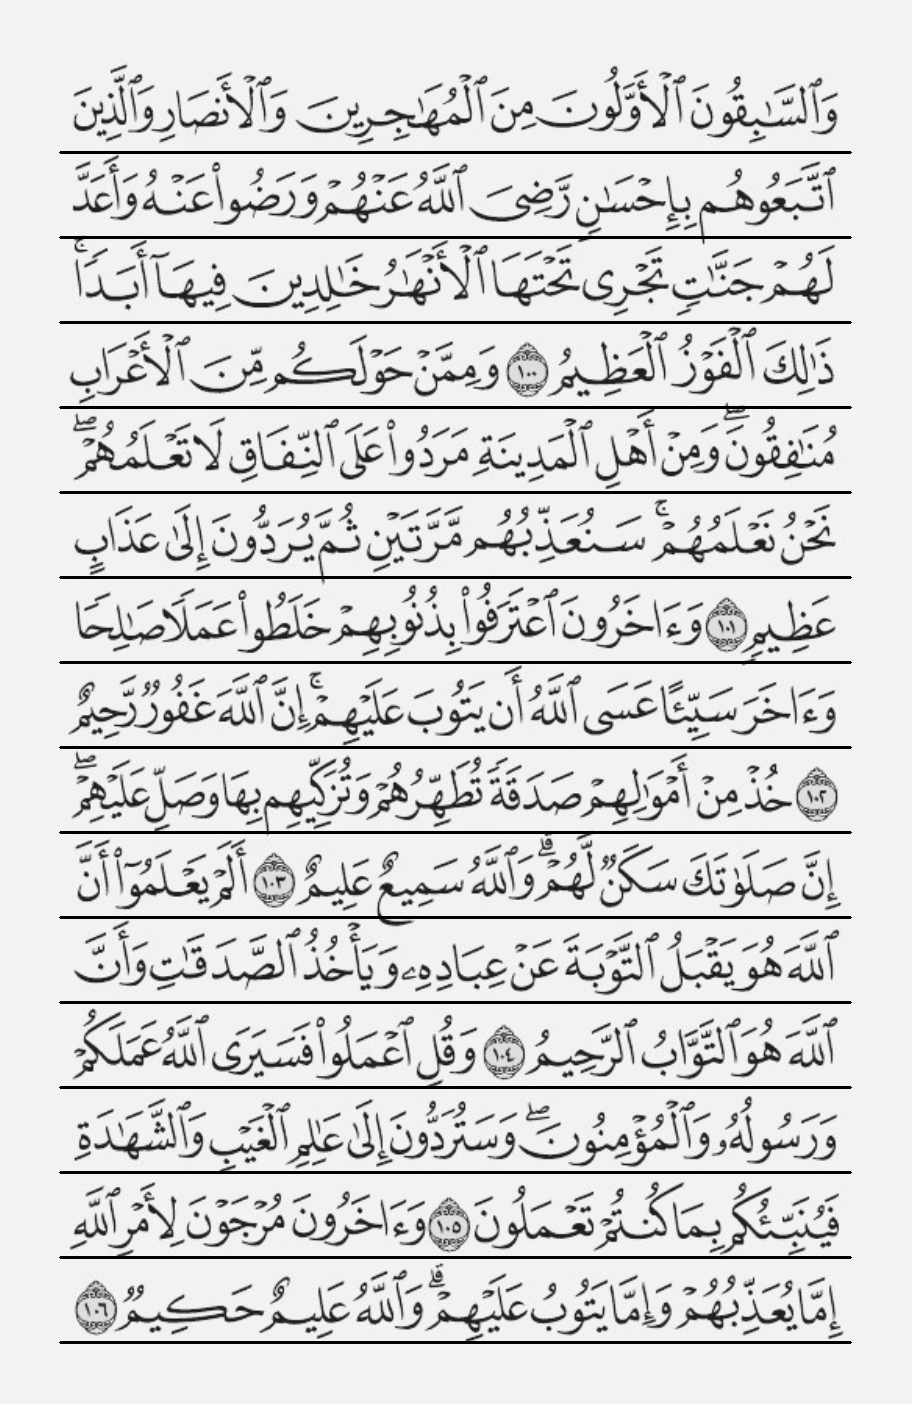 وَٱلسَّـٰبِقُونَ ٱلۡأَوَّلُونَ مِنَ ٱلۡمُهَـٰجِرِينَ وَٱلۡأَنصَارِ وَٱلَّذِينَ
ٱتَّبَعُوهُم بِإِحۡسَـٰنٖ رَّضِيَ ٱللَّهُ عَنۡهُمۡ وَرَضُواْ عَنۡهُ وَأَعَدَّ
لَهُمۡ جَنَّـٰتٖ تَجۡرِي تَحۡتَهَا ٱلۡأَنۡهَـٰرُ خَـٰلِدِينَ فِيهَآ أَبَدٗاۚ
ذَٰلِكَ ٱلۡفَوۡزُ ٱلۡعَظِيمُ ١٠٠ وَمِمَّنۡ حَوۡلَكُم مِّنَ ٱلۡأَعۡرَابِ
مُنَـٰفِقُونَۖ وَمِنۡ أَهۡلِ ٱلۡمَدِينَةِ مَرَدُواْ عَلَى ٱلنِّفَاقِ لَا تَعۡلَمُهُمۡۖ
نَحۡنُ نَعۡلَمُهُمۡۚ سَنُعَذِّبُهُم مَّرَّتَيۡنِ ثُمَّ يُرَدُّونَ إِلَىٰ عَذَابٍ
عَظِيمٖ ١٠١ وَءَاخَرُونَ ٱعۡتَرَفُواْ بِذُنُوبِهِمۡ خَلَطُواْ عَمَلٗا صَـٰلِحٗا
وَءَاخَرَ سَيِّئًا عَسَى ٱللَّهُ أَن يَتُوبَ عَلَيۡهِمۡۚ إِنَّ ٱللَّهَ غَفُورٞ رَّحِيمٌ
١٠٢ خُذۡ مِنۡ أَمۡوَٰلِهِمۡ صَدَقَةٗ تُطَهِّرُهُمۡ وَتُزَكِّيهِم بِهَا وَصَلِّ عَلَيۡهِمۡۖ
إِنَّ صَلَوٰتَكَ سَكَنٞ لَّهُمۡۗ وَٱللَّهُ سَمِيعٌ عَلِيمٌ ١٠٣ أَلَمۡ يَعۡلَمُوٓاْ أَنَّ
ٱللَّهَ هُوَ يَقۡبَلُ ٱلتَّوۡبَةَ عَنۡ عِبَادِهِۦ وَيَأۡخُذُ ٱلصَّدَقَـٰتِ وَأَنَّ
ٱللَّهَ هُوَ ٱلتَّوَّابُ ٱلرَّحِيمُ ١٠٤ وَقُلِ ٱعۡمَلُواْ فَسَيَرَى ٱللَّهُ عَمَلَكُمۡ
وَرَسُولُهُۥ وَٱلۡمُؤۡمِنُونَۖ وَسَتُرَدُّونَ إِلَىٰ عَـٰلِمِ ٱلۡغَيۡبِ وَٱلشَّهَـٰدَةِ
فَيُنَبِّئُكُم بِمَا كُنتُمۡ تَعۡمَلُونَ ١٠٥ وَءَاخَرُونَ مُرۡجَوۡنَ لِأَمۡرِ ٱللَّهِ
إِمَّا يُعَذِّبُهُمۡ وَإِمَّا يَتُوبُ عَلَيۡهِمۡۗ وَٱللَّهُ عَلِيمٌ حَكِيمٞ ١٠٦